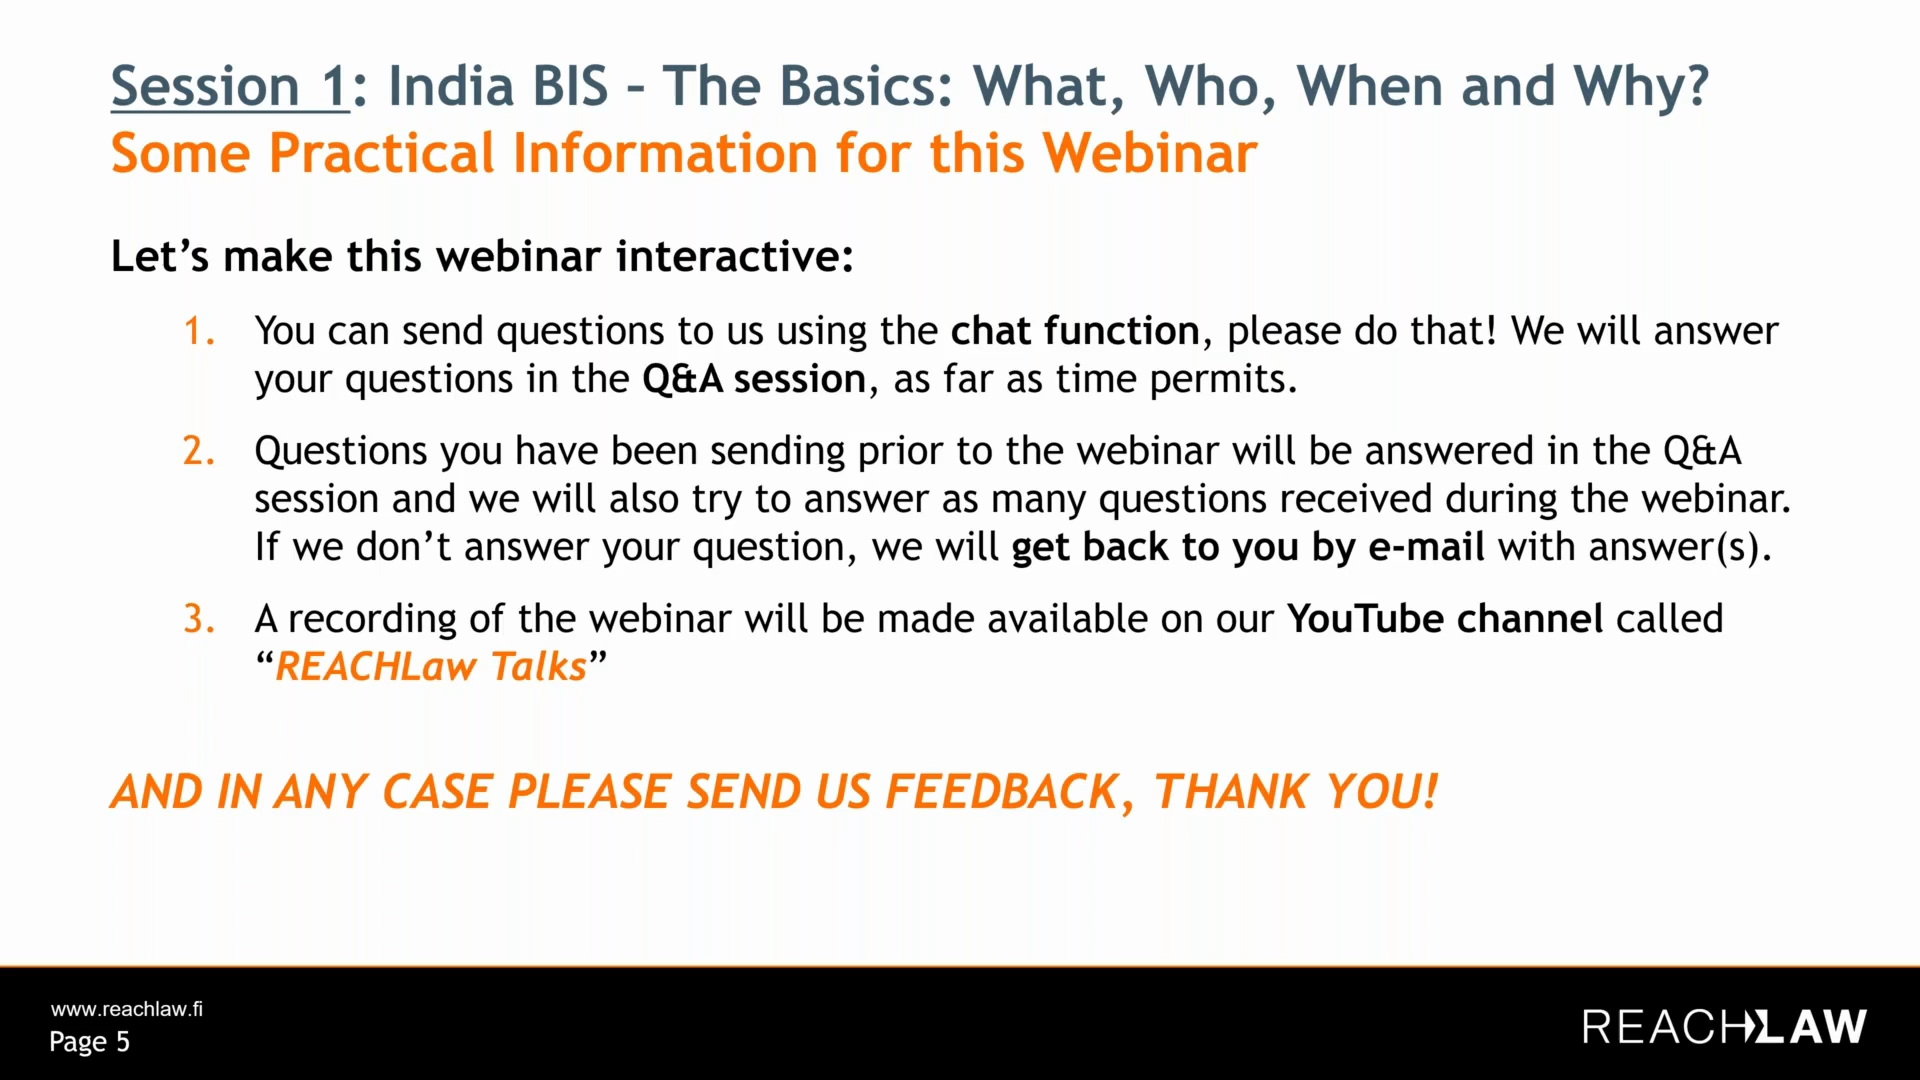 Session 1: India BIS – The Basics: What, Who, When and Why?
Some Practical Information for this Webinar
Let’s make this webinar interactive:
1. You can send questions to us using the chat function, please do that! We will answer
your questions in the Q&A session, as far as time permits.
2. Questions you have been sending prior to the webinar will be answered in the Q&A
session and we will also try to answer as many questions received during the webinar.
If we don’t answer your question, we will get back to you by e-mail with answer(s).
3. A recording of the webinar will be made available on our YouTube channel called
“REACHLaw Talks”
AND IN ANY CASE PLEASE SEND US FEEDBACK, THANK YOU!
www.reachlaw.fi
Page 5
REACHLAW